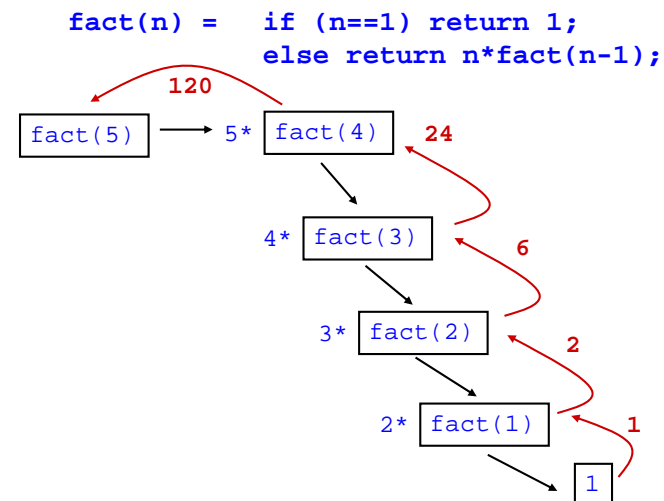 fact(n) = if (n==1) return 1;
else return n*fact(n-1);
120
fact(5) 5* fact(4) 24
4* fact(3) 6
3* fact(2) 2
2* fact(1) 1
1